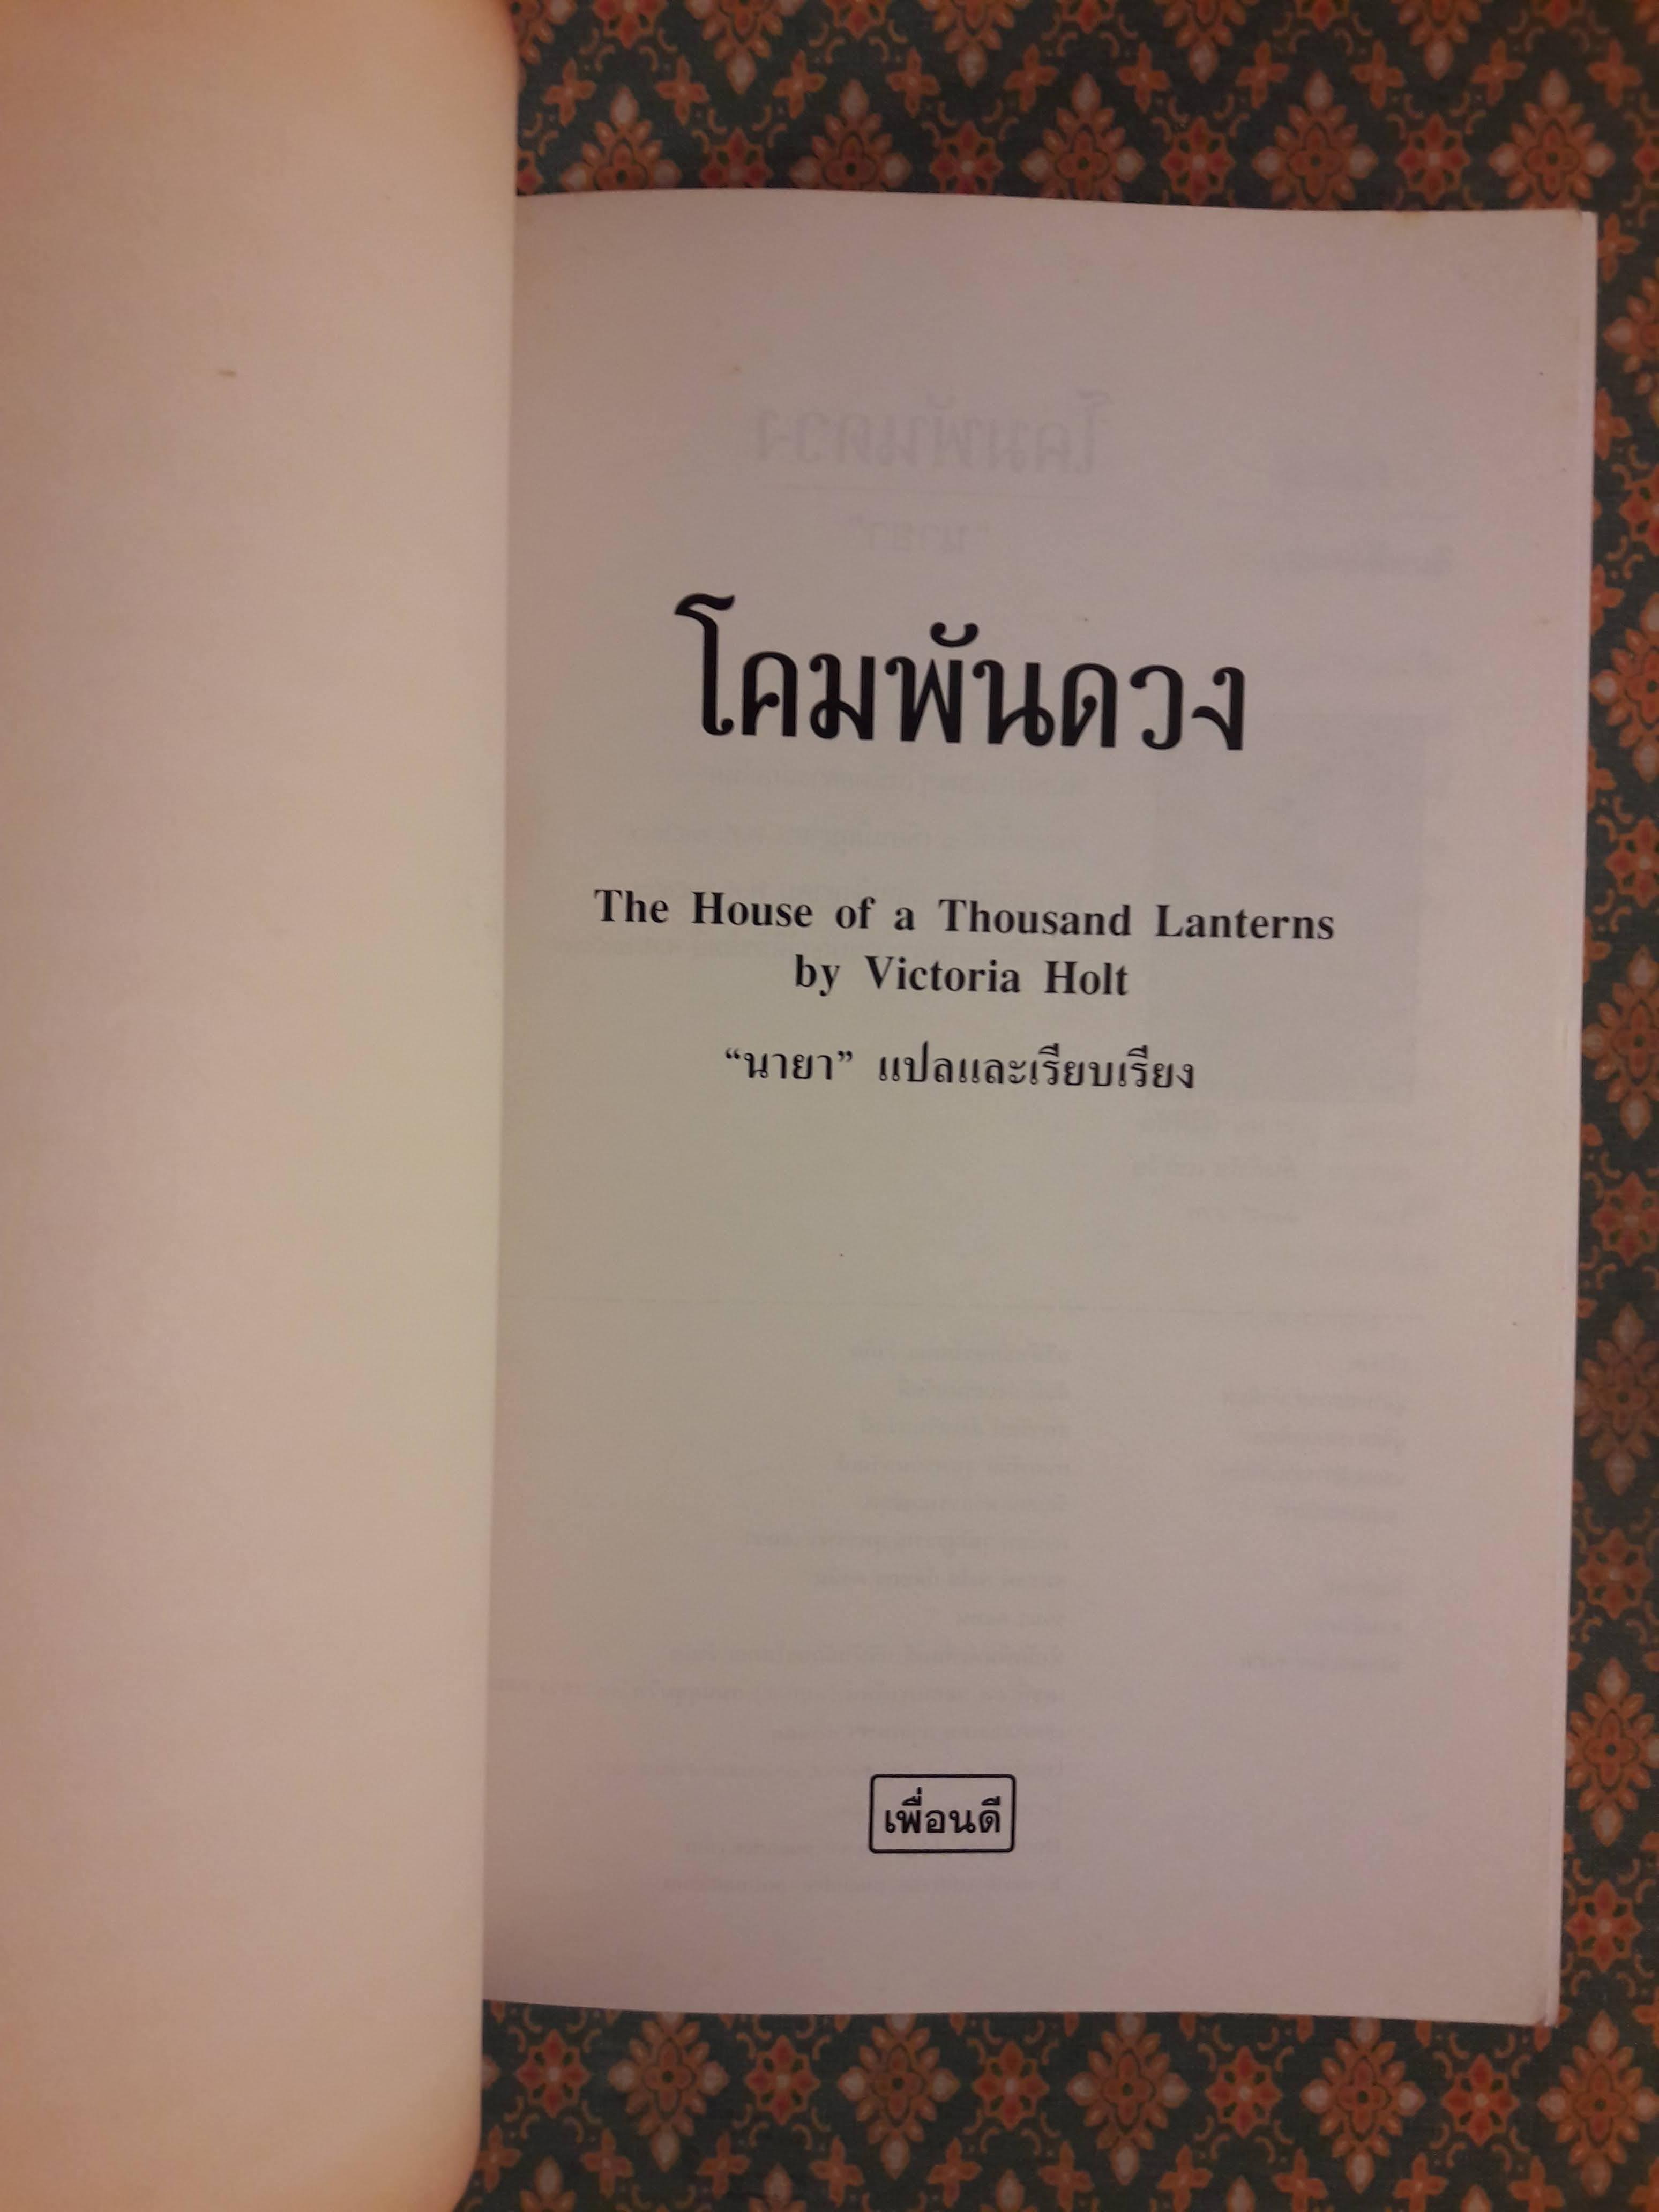 โคมพันดวง
The House of a Thousand Lanterns
by Victoria Holt
“นายา” แปลและเรียบเรียง
เพื่อนดี